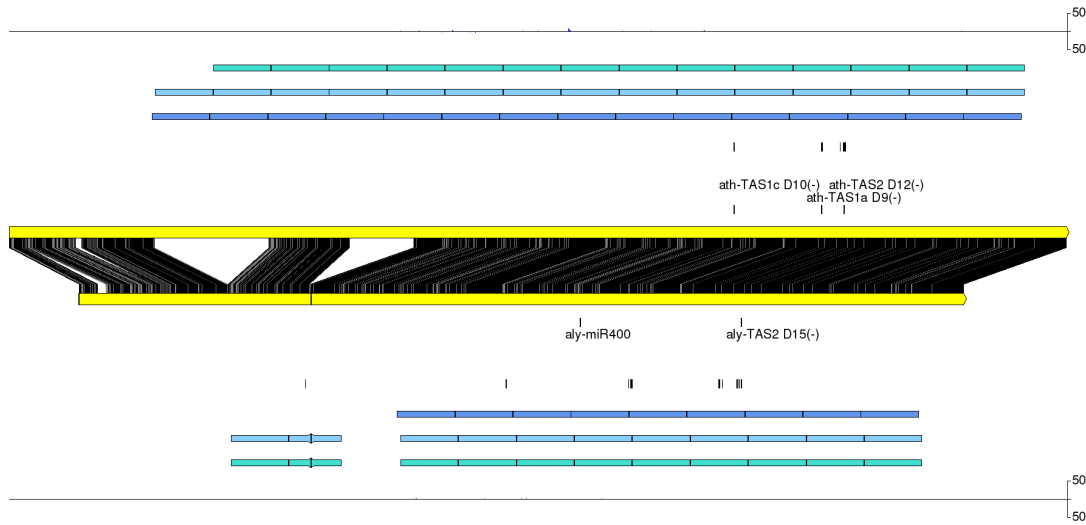 50
50
ath-TAS1c D10(-) ath-TAS2 D12(-)
ath-TAS1a D9(-)
aly-miR400 aly-TAS2 D15(-)
50
50